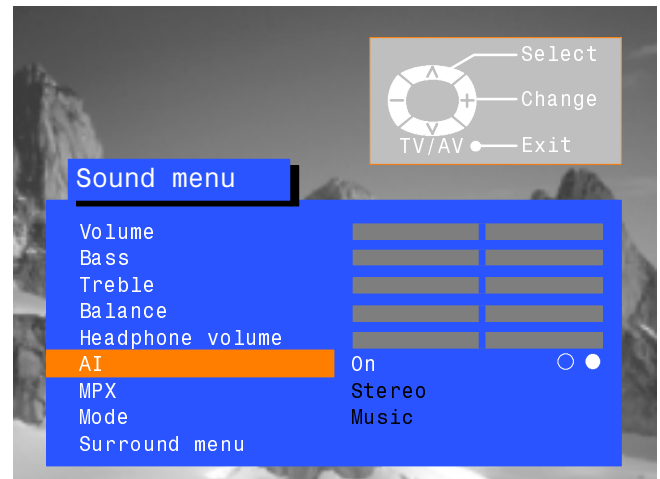 Select
Change
TV/AV Exit
Sound menu
Volume
Bass
Treble
Balance
Headphone volume
AI On
MPX Stereo
Mode Music
Surround menu